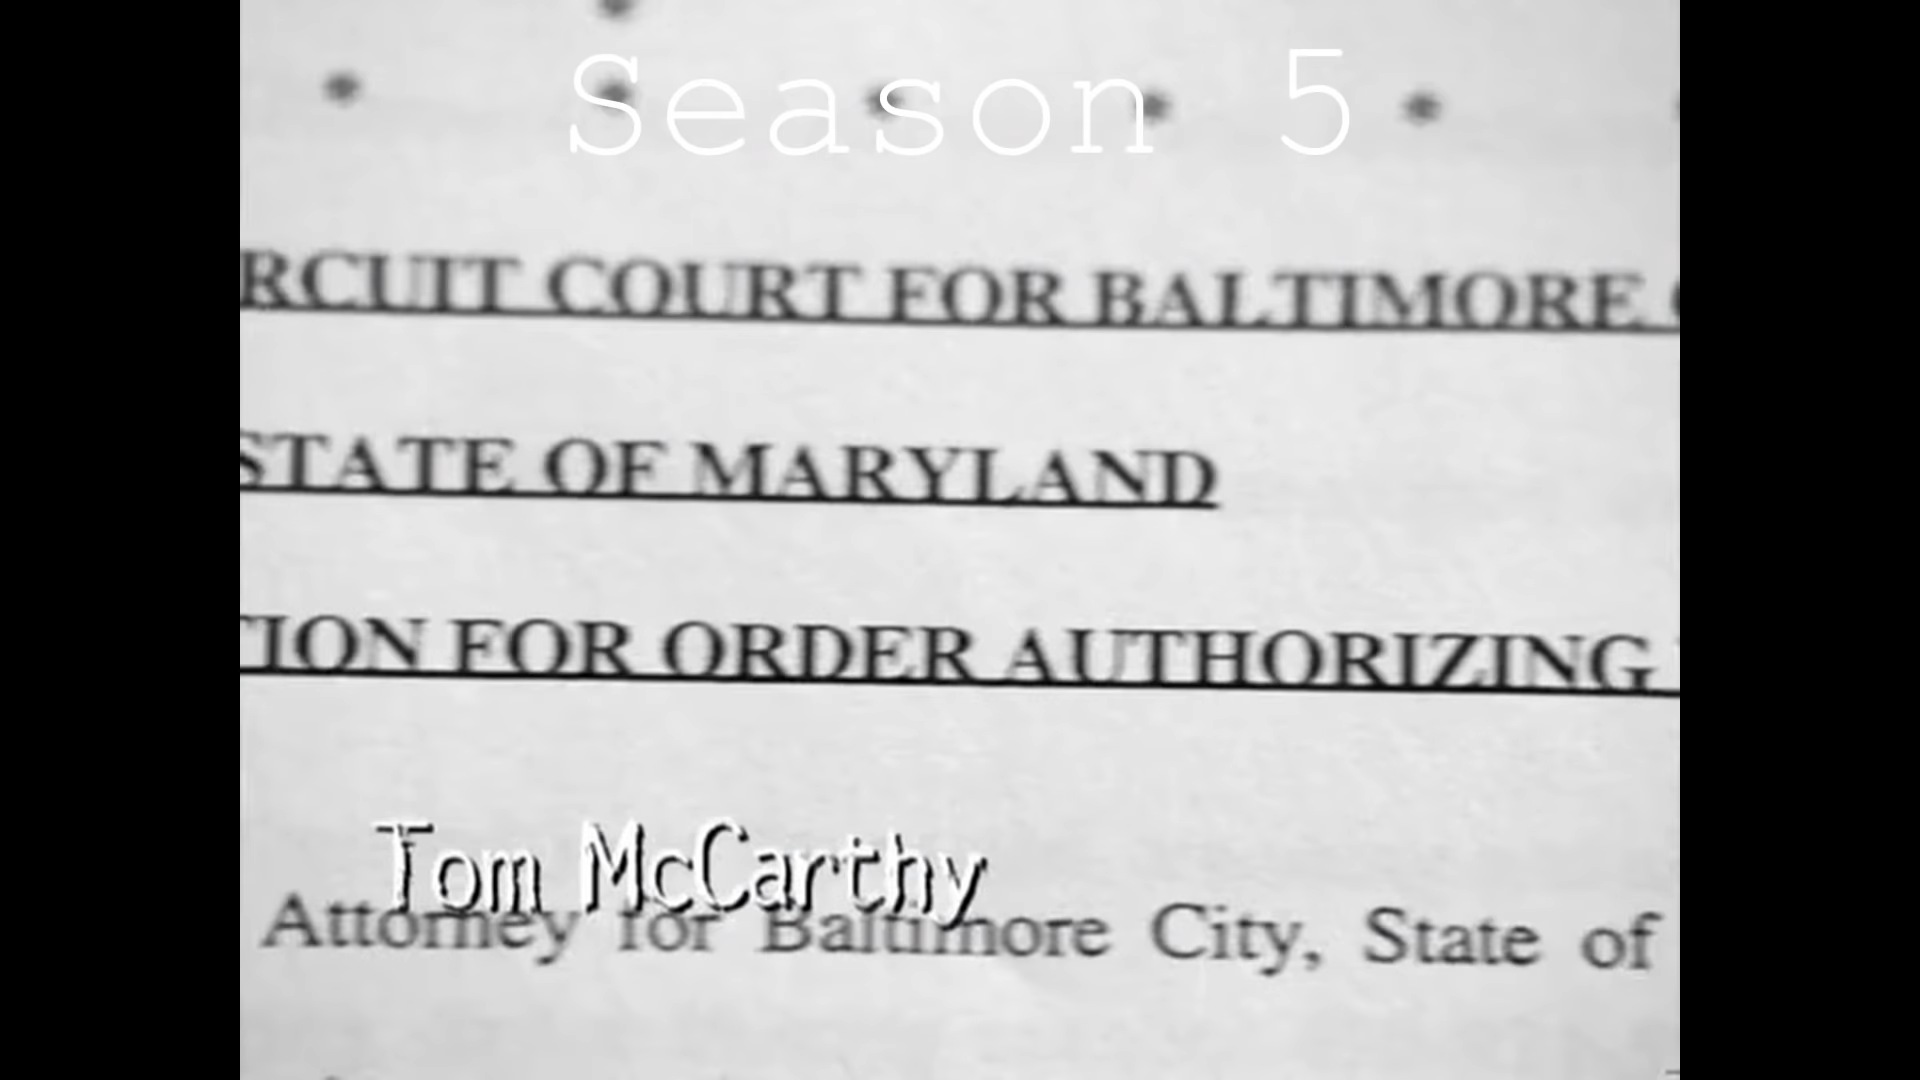 Season 5
RCUIT COURT FOR BALTIMORE
STATE OF MARYLAND
TION FOR ORDER AUTHORIZING
Tom McCarthy
Attorney for Baltimore City, State of